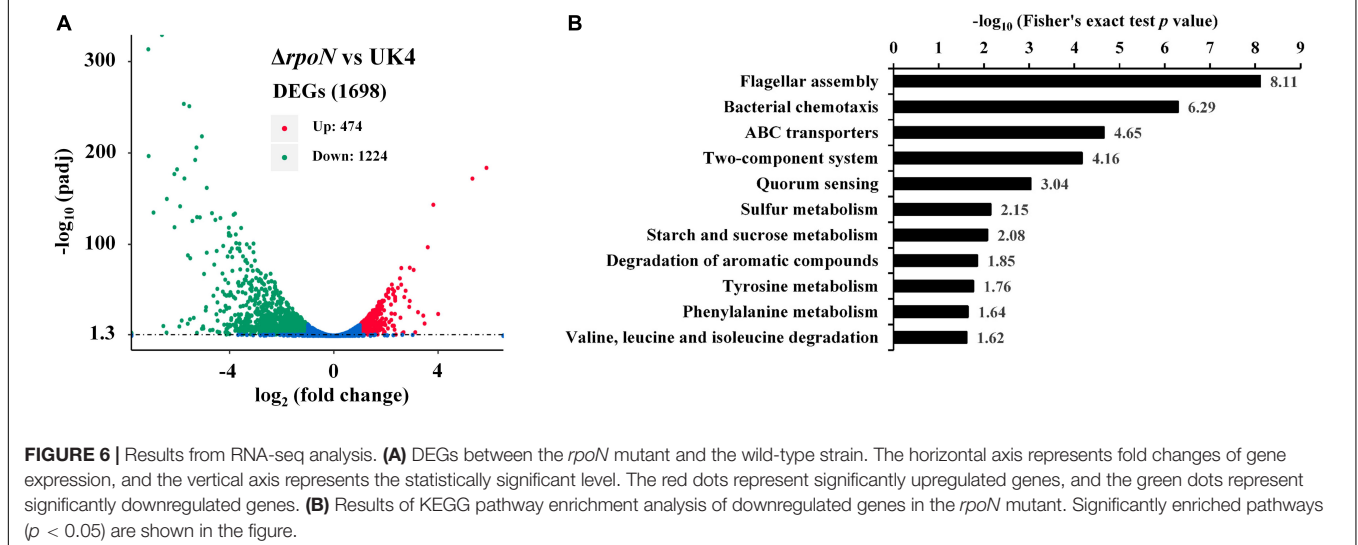 A
ΔrpoN vs UK4
DEGs (1698)
Up: 474
Down: 1224
300
200
100
1.3
-log10 (padj)
-4 0 4
log2 (fold change)
B
-log10 (Fisher's exact test p value)
0 1 2 3 4 5 6 7 8 9
Flagellar assembly 8.11
Bacterial chemotaxis 6.29
ABC transporters 4.65
Two-component system 4.16
Quorum sensing 3.04
Sulfur metabolism 2.15
Starch and sucrose metabolism 2.08
Degradation of aromatic compounds 1.85
Tyrosine metabolism 1.76
Phenylalanine metabolism 1.64
Valine, leucine and isoleucine degradation 1.62
FIGURE 6 | Results from RNA-seq analysis. (A) DEGs between the rpoN mutant and the wild-type strain. The horizontal axis represents fold changes of gene
expression, and the vertical axis represents the statistically significant level. The red dots represent significantly upregulated genes, and the green dots represent
significantly downregulated genes. (B) Results of KEGG pathway enrichment analysis of downregulated genes in the rpoN mutant. Significantly enriched pathways
(p < 0.05) are shown in the figure.